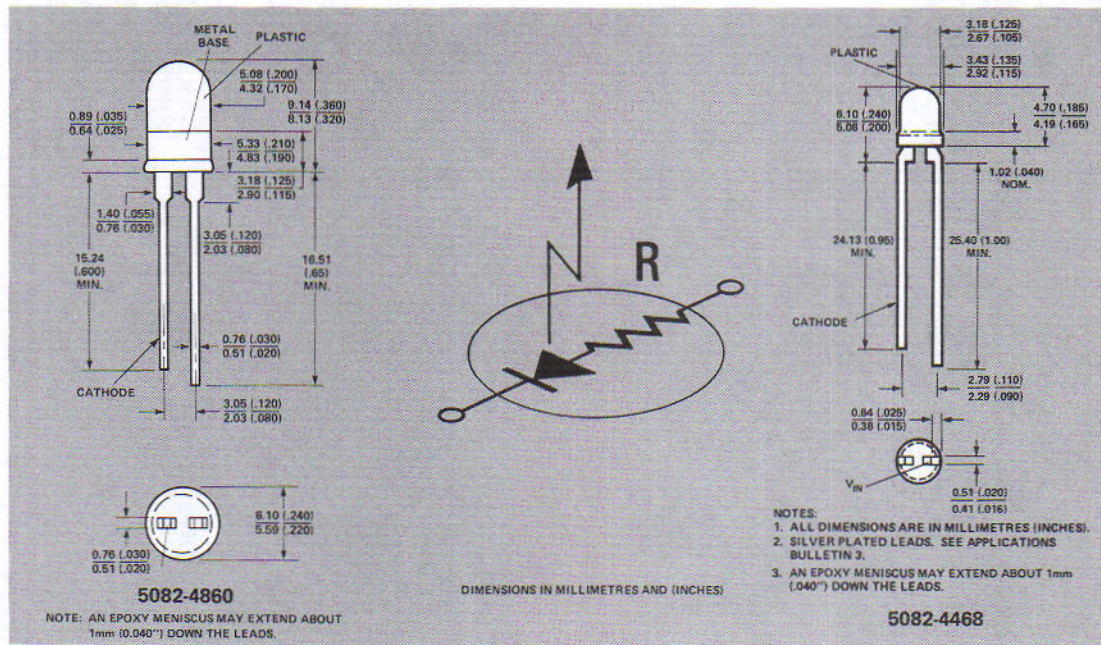 METAL
BASE
PLASTIC
5.08 (.200)
4.32 (.170)
9.14 (.360)
8.13 (.320)
0.89 (.035)
0.64 (.025)
5.33 (.210)
4.83 (.190)
3.18 (.125)
2.90 (.115)
1.40 (.055)
0.76 (.030)
3.05 (.120)
2.03 (.080)
15.24
(.600)
MIN.
16.51
(.65)
MIN.
0.76 (.030)
0.51 (.020)
CATHODE
3.05 (.120)
2.03 (.080)
6.10 (.240)
5.59 (.220)
0.76 (.030)
0.51 (.020)
5082-4860
NOTE: AN EPOXY MENISCUS MAY EXTEND ABOUT
1mm (0.040") DOWN THE LEADS.
R
DIMENSIONS IN MILLIMETRES AND (INCHES)
3.18 (.125)
2.67 (.105)
PLASTIC
3.43 (.135)
2.92 (.115)
6.10 (.240)
5.08 (.200)
4.70 (.185)
4.19 (.165)
1.02 (.040)
NOM.
24.13 (0.95)
MIN.
25.40 (1.00)
MIN.
CATHODE
2.79 (.110)
2.29 (.090)
0.64 (.025)
0.38 (.015)
VIN
0.51 (.020)
0.41 (.016)
NOTES:
1. ALL DIMENSIONS ARE IN MILLIMETRES (INCHES).
2. SILVER PLATED LEADS. SEE APPLICATIONS
BULLETIN 3.
3. AN EPOXY MENISCUS MAY EXTEND ABOUT 1mm
(.040") DOWN THE LEADS.
5082-4468